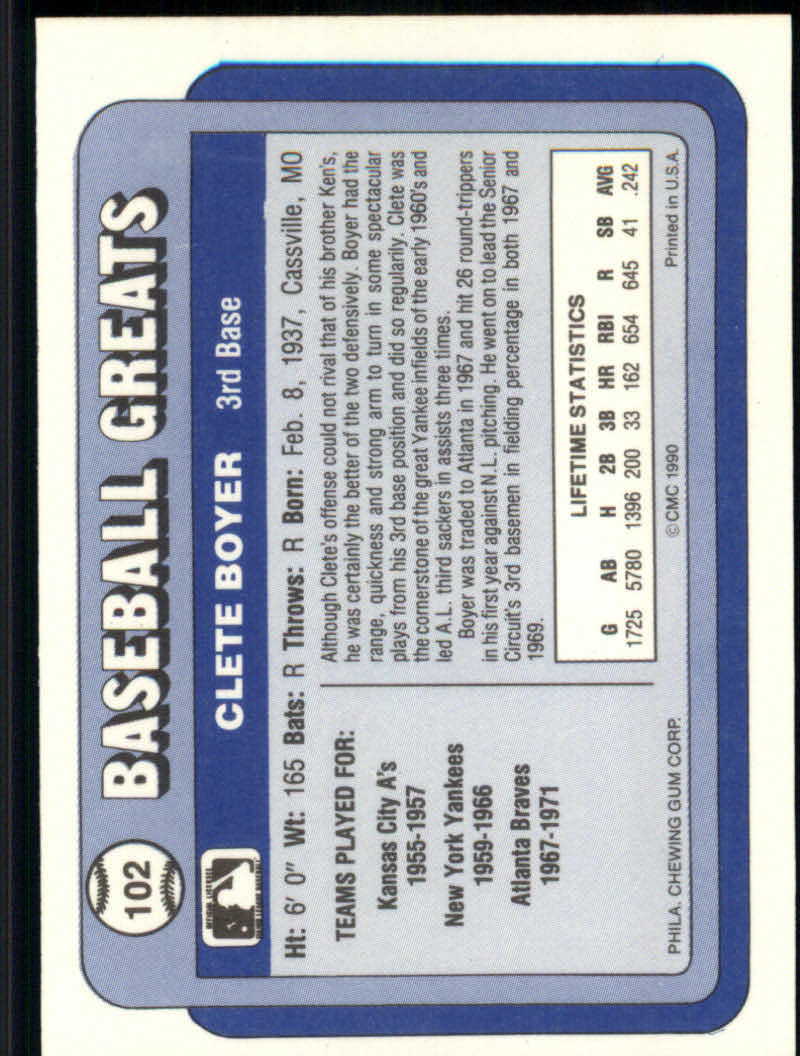 102
BASEBALL GREATS
CLETE BOYER 3rd Base
Ht: 6' 0" Wt: 165 Bats: R Throws: R Born: Feb. 8, 1937, Cassville, MO
TEAMS PLAYED FOR:
Kansas City A's
1955-1957
New York Yankees
1959-1966
Atlanta Braves
1967-1971
Although Clete's offense could not rival that of his brother Ken's,
he was certainly the better of the two defensively. Boyer had the
range, quickness and strong arm to turn in some spectacular
plays from his 3rd base position and did so regularily. Clete was
the cornerstone of the great Yankee infields of the early 1960's and
led A.L. third sackers in assists three times.
Boyer was traded to Atlanta in 1967 and hit 26 round-trippers
in his first year against N.L. pitching. He went on to lead the Senior
Circuit's 3rd basemen in fielding percentage in both 1967 and
1969.
LIFETIME STATISTICS
G AB H 2B 3B HR RBI R SB AVG
1725 5780 1396 200 33 162 654 645 41 .242
PHILA. CHEWING GUM CORP. © CMC 1990 Printed in U.S.A.